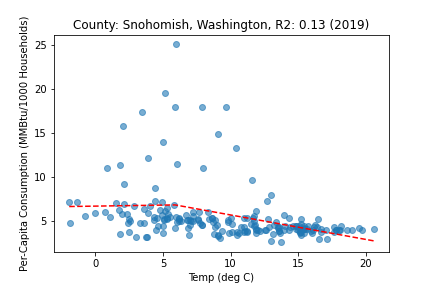 County: Snohomish, Washington, R2: 0.13 (2019)
Per-Capita Consumption (MMBtu/1000 Households)
25
20
15
10
5
0 5 10 15 20
Temp (deg C)